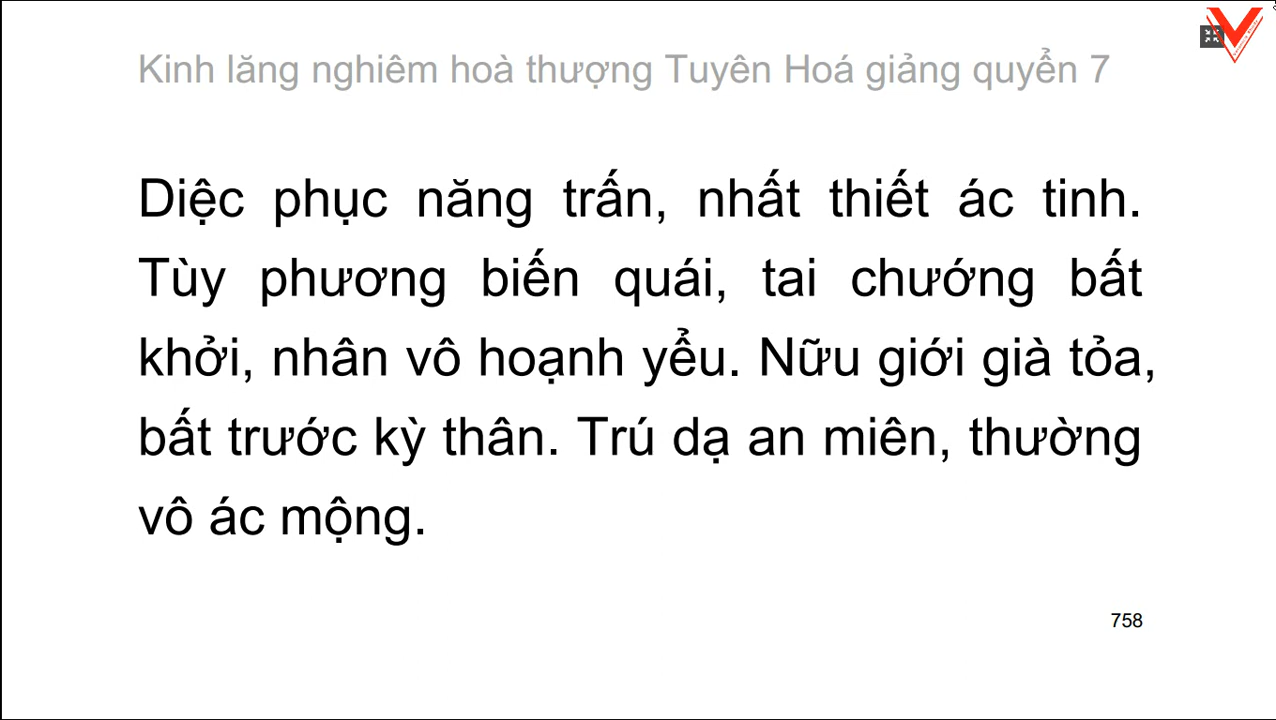 Kinh lăng nghiêm hoà thượng Tuyên Hoá giảng quyển 7
Diệc phục năng trấn, nhất thiết ác tinh.
Tùy phương biến quái, tai chướng bất
khởi, nhân vô hoạnh yểu. Nữu giới già tỏa,
bất trước kỳ thân. Trú dạ an miên, thường
vô ác mộng.
758